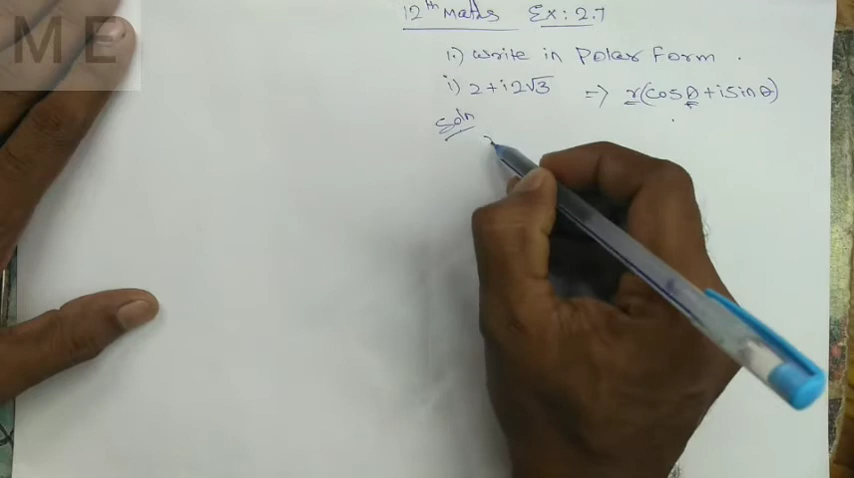 ME
12th Maths Ex: 2.7
1.) Write in Polar Form .
i) 2+i2√3 => r(cosθ+isinθ)
Soln